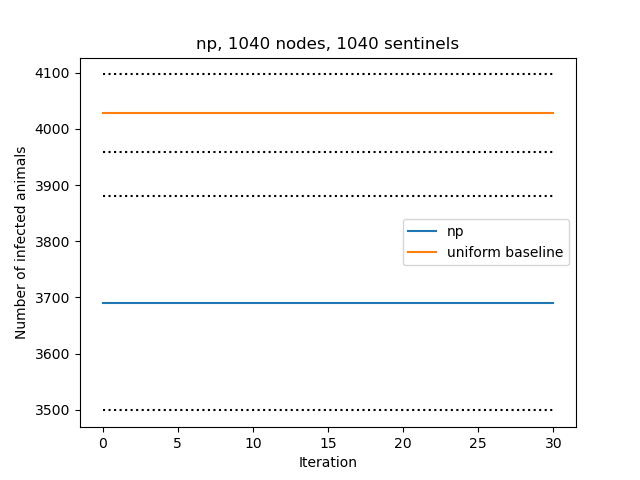 np, 1040 nodes, 1040 sentinels
4100
4000
3900
3800
3700
3600
3500
Number of infected animals
np
uniform baseline
0 5 10 15 20 25 30
Iteration